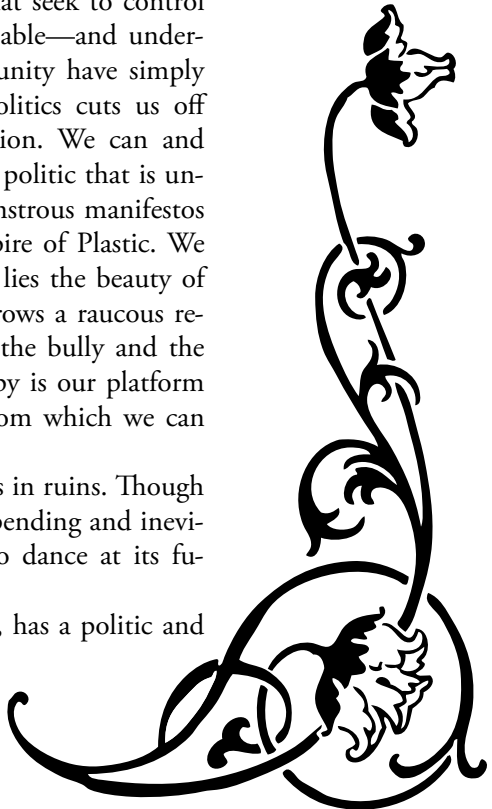 at seek to control
able—and under-
unity have simply
olitics cuts us off
ion. We can and
politic that is un-
nstrous manifestos
pire of Plastic. We
lies the beauty of
rows a raucous re-
the bully and the
py is our platform
om which we can
s in ruins. Though
pending and inevi-
o dance at its fu-
, has a politic and